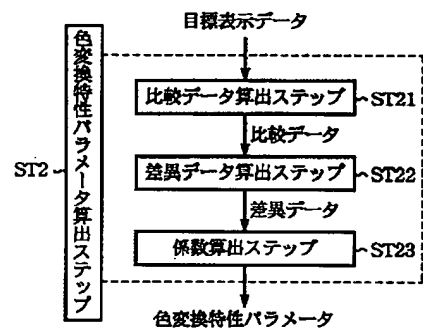 目標表示データ
色変換特性パラメータ算出ステップ
比較データ算出ステップ
ST21
比較データ
ST2
差異データ算出ステップ
ST22
差異データ
係数算出ステップ
ST23
色変換特性パラメータ